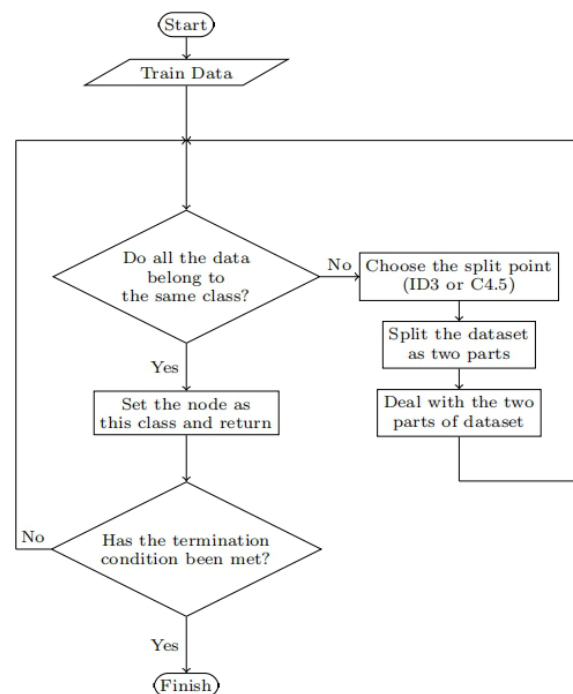 Start
Train Data
Do all the data
belong to
the same class?
No
Choose the split point
(ID3 or C4.5)
Split the dataset
as two parts
Deal with the two
parts of dataset
Yes
Set the node as
this class and return
Has the termination
condition been met?
No
Yes
Finish